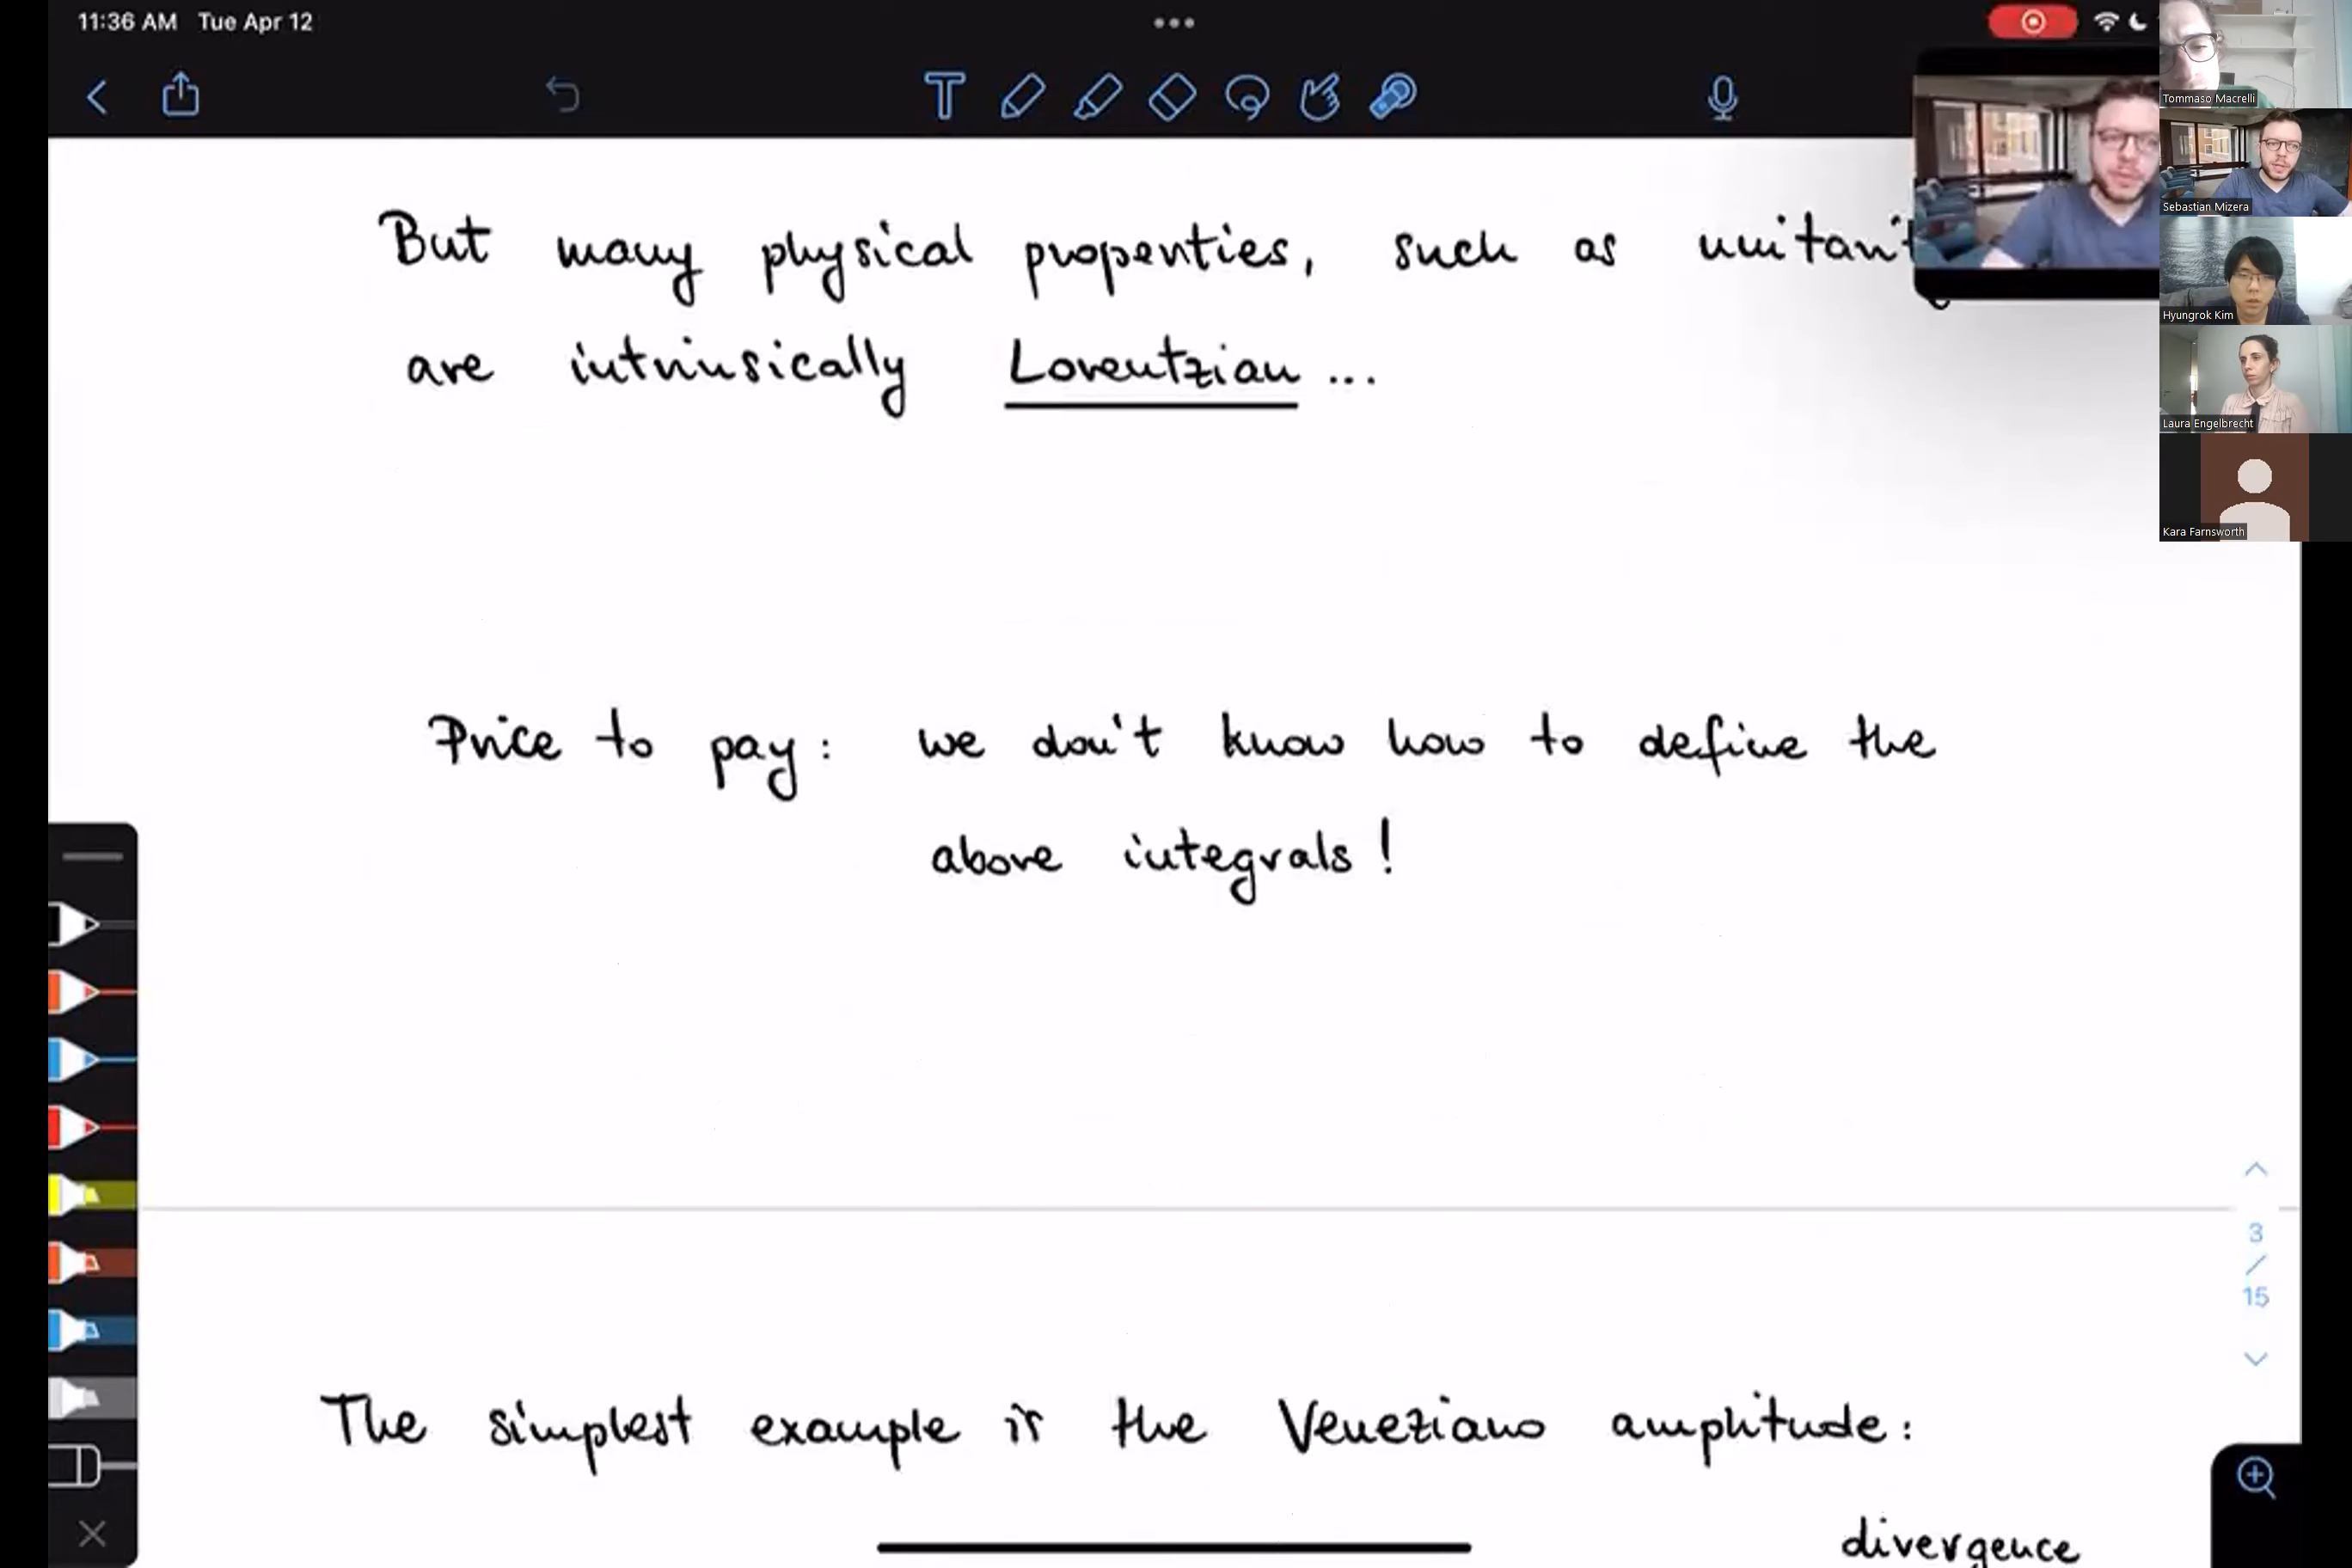 11:36 AM Tue Apr 12
Tommaso Macrelli
Sebastian Mizera
Hyungrok Kim
Laura Engelbrecht
Kara Farnsworth
But many physical properties, such as
are intrinsically Lorentzian ...
Price to pay: we don't know how to define the
above integrals!
3
/
15
The simplest example is the Veneziano amplitude:
divergence